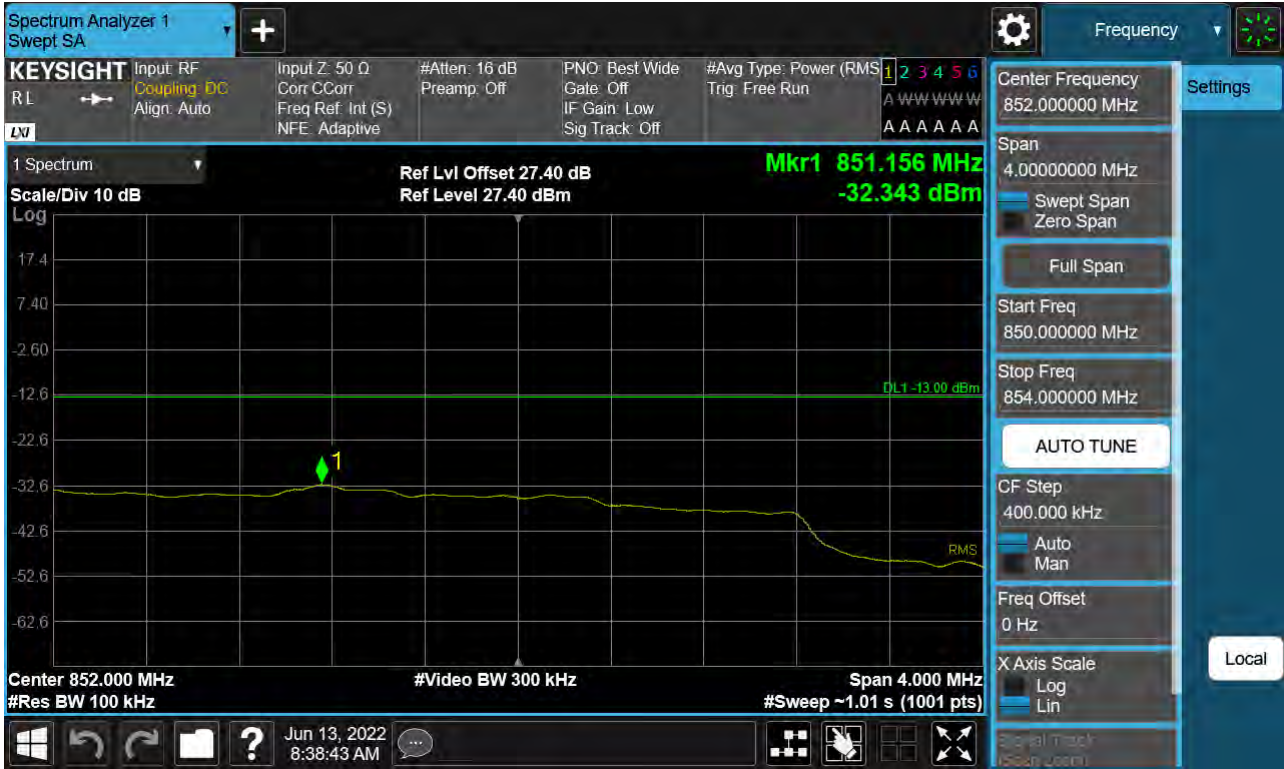 Spectrum Analyzer 1
Swept SA
Frequency
KEYSIGHT
RL
LXI
Input: RF
Coupling: DC
Align: Auto
Input Z: 50 Ω
Corr CCorr
Freq Ref: Int (S)
NFE: Adaptive
#Atten: 16 dB
Preamp: Off
PNO: Best Wide
Gate: Off
IF Gain: Low
Sig Track: Off
#Avg Type: Power (RMS
Trig: Free Run
1 2 3 4 5 6
A W W W W W
A A A A A A
1 Spectrum
Scale/Div 10 dB
Log
Ref Lvl Offset 27.40 dB
Ref Level 27.40 dBm
Mkr1 851.156 MHz
-32.343 dBm
17.4
7.40
-2.60
-12.6
-22.6
-32.6
-42.6
-52.6
-62.6
DL1 -13.00 dBm
1
RMS
Center 852.000 MHz
#Res BW 100 kHz
#Video BW 300 kHz
Span 4.000 MHz
#Sweep ~1.01 s (1001 pts)
Center Frequency
852.000000 MHz
Span
4.00000000 MHz
Swept Span
Zero Span
Full Span
Start Freq
850.000000 MHz
Stop Freq
854.000000 MHz
AUTO TUNE
CF Step
400.000 kHz
Auto
Man
Freq Offset
0 Hz
X Axis Scale
Log
Lin
Signal Track
(Span Zoom)
Settings
Local
?
Jun 13, 2022
8:38:43 AM